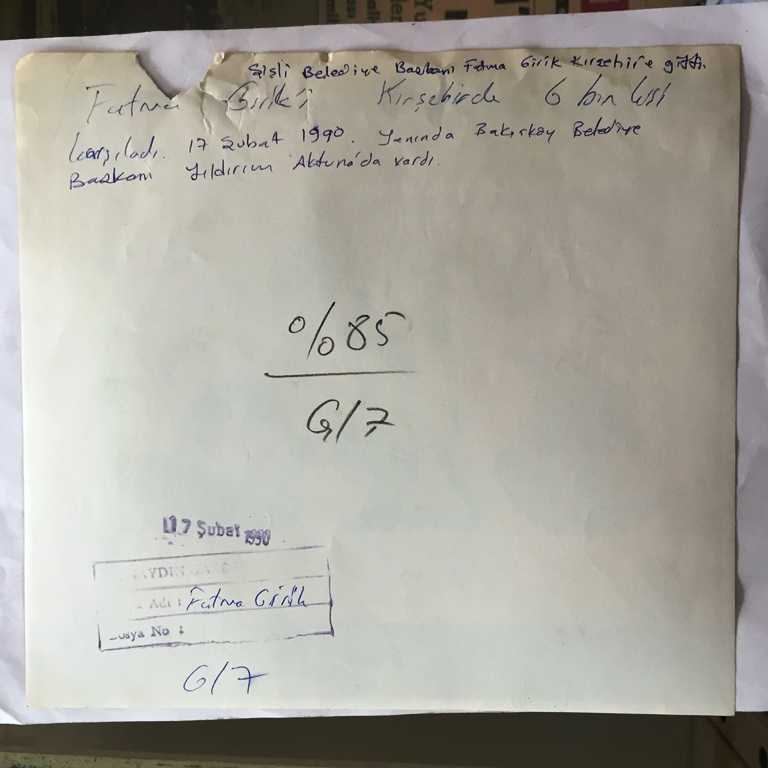 Şişli Belediye Başkanı Fatma Girik Kırşehir'e gitti.
Fatma Girik'i Kırşehirde 6 bin kişi
karşıladı. 17 Şubat 1990. Yanında Bakırköy Belediye
Başkanı Yıldırım Aktuna'da vardı.
%85
G/7
17 Şubat 1990
Adı : Fatma Girik
Dosya No :
G/7